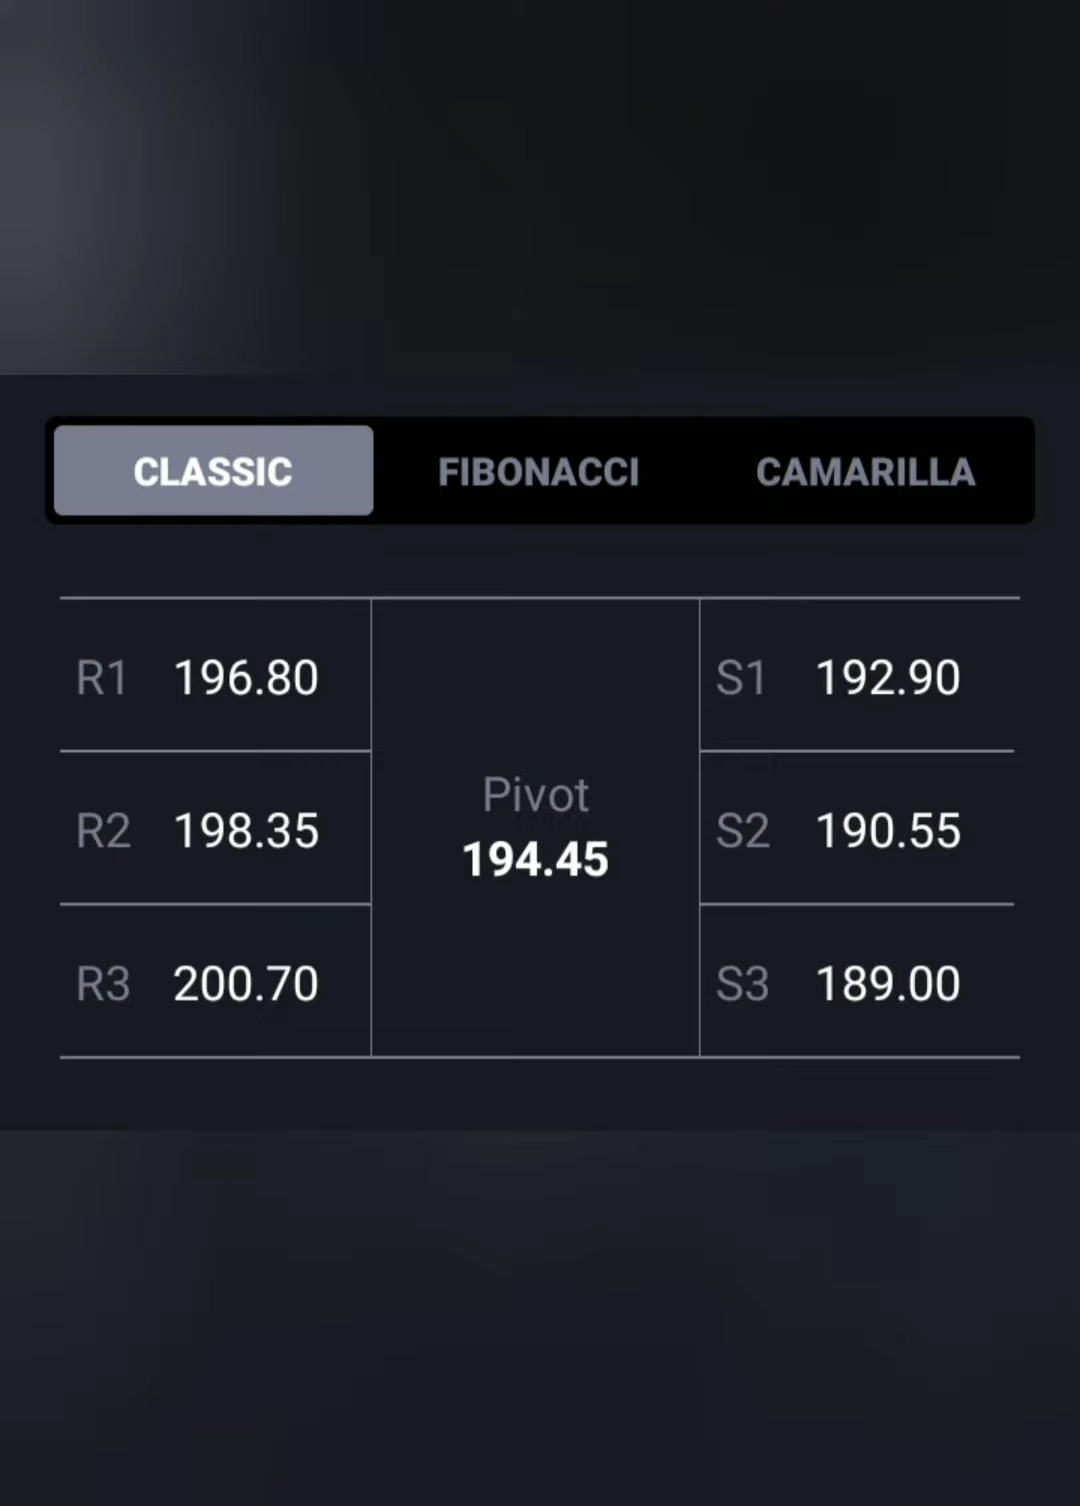 CLASSIC FIBONACCI CAMARILLA
R1 196.80
R2 198.35
R3 200.70
Pivot
194.45
S1 192.90
S2 190.55
S3 189.00